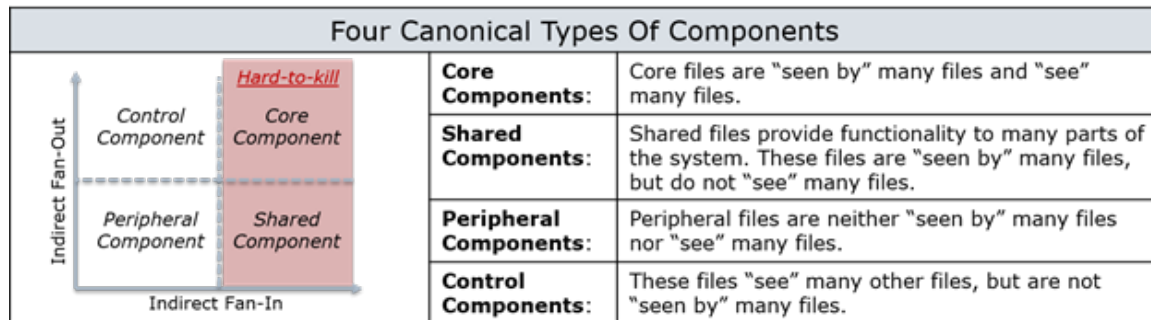 Four Canonical Types Of Components
Hard-to-kill
Control
Component
Core
Component
Peripheral
Component
Shared
Component
Indirect Fan-Out
Indirect Fan-In
Core
Components:
Core files are “seen by” many files and “see”
many files.
Shared
Components:
Shared files provide functionality to many parts of
the system. These files are “seen by” many files,
but do not “see” many files.
Peripheral
Components:
Peripheral files are neither “seen by” many files
nor “see” many files.
Control
Components:
These files “see” many other files, but are not
“seen by” many files.